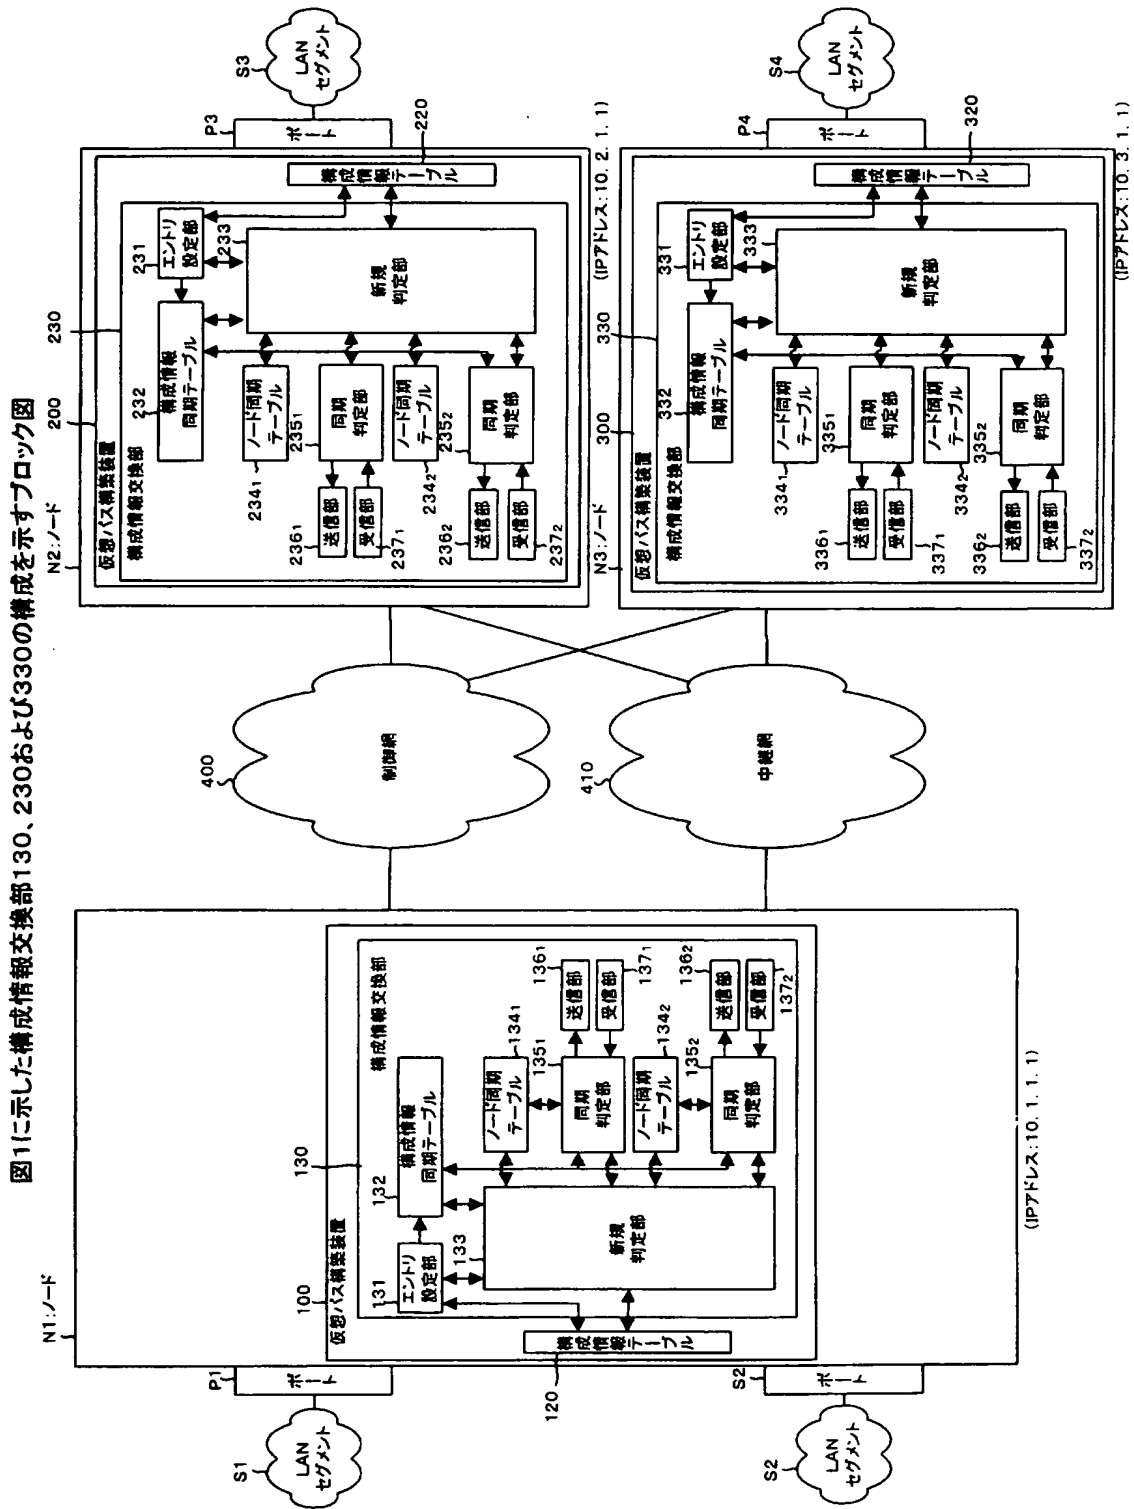 図1に示した構成情報交換部130、230および330の構成を示すブロック図
N1:ノード
P1
ポート
S1
LAN
セグメント
S2
ポート
S2
LAN
セグメント
100
仮想パス構築装置
120
構成情報テーブル
130
構成情報交換部
131
エントリ
設定部
132
構成情報
同期テーブル
133
新規
判定部
1341
ノード同期
テーブル
1351
同期
判定部
1361
送信部
1371
受信部
1342
ノード同期
テーブル
1352
同期
判定部
1362
送信部
1372
受信部
(IPアドレス:10. 1. 1. 1)
400
制御網
410
中継網
N2:ノード
200
仮想パス構築装置
230
構成情報交換部
231
エントリ
設定部
232
構成情報
同期テーブル
233
新規
判定部
2341
ノード同期
テーブル
2351
同期
判定部
2361
送信部
2371
受信部
2342
ノード同期
テーブル
2352
同期
判定部
2362
送信部
2372
受信部
220
構成情報テーブル
P3
ポート
S3
LAN
セグメント
(IPアドレス:10. 2. 1. 1)
N3:ノード
300
仮想パス構築装置
330
構成情報交換部
331
エントリ
設定部
332
構成情報
同期テーブル
333
新規
判定部
3341
ノード同期
テーブル
3351
同期
判定部
3361
送信部
3371
受信部
3342
ノード同期
テーブル
3352
同期
判定部
3362
送信部
3372
受信部
320
構成情報テーブル
P4
ポート
S4
LAN
セグメント
(IPアドレス:10. 3. 1. 1)